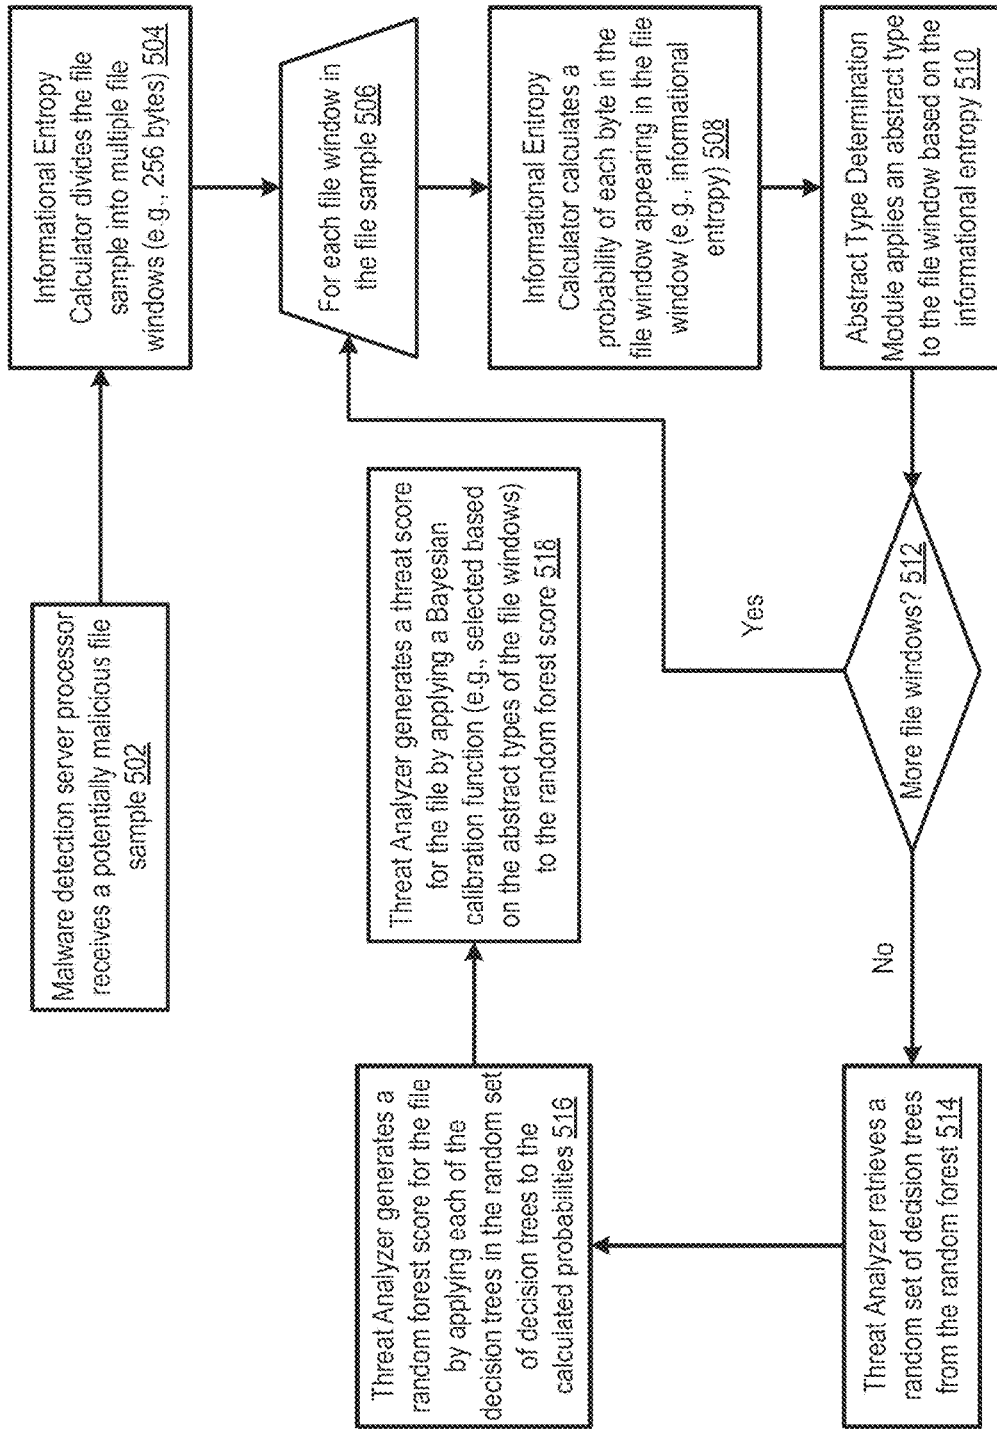 Malware detection server processor
receives a potentially malicious file
sample 502
Informational Entropy
Calculator divides the file
sample into multiple file
windows (e.g., 256 bytes) 504
For each file window in
the file sample 506
Informational Entropy
Calculator calculates a
probability of each byte in the
file window appearing in the file
window (e.g., informational
entropy) 508
Abstract Type Determination
Module applies an abstract type
to the file window based on the
informational entropy 510
More file windows? 512
Yes
No
Threat Analyzer retrieves a
random set of decision trees
from the random forest 514
Threat Analyzer generates a
random forest score for the file
by applying each of the
decision trees in the random set
of decision trees to the
calculated probabilities 516
Threat Analyzer generates a threat score
for the file by applying a Bayesian
calibration function (e.g., selected based
on the abstract types of the file windows)
to the random forest score 518